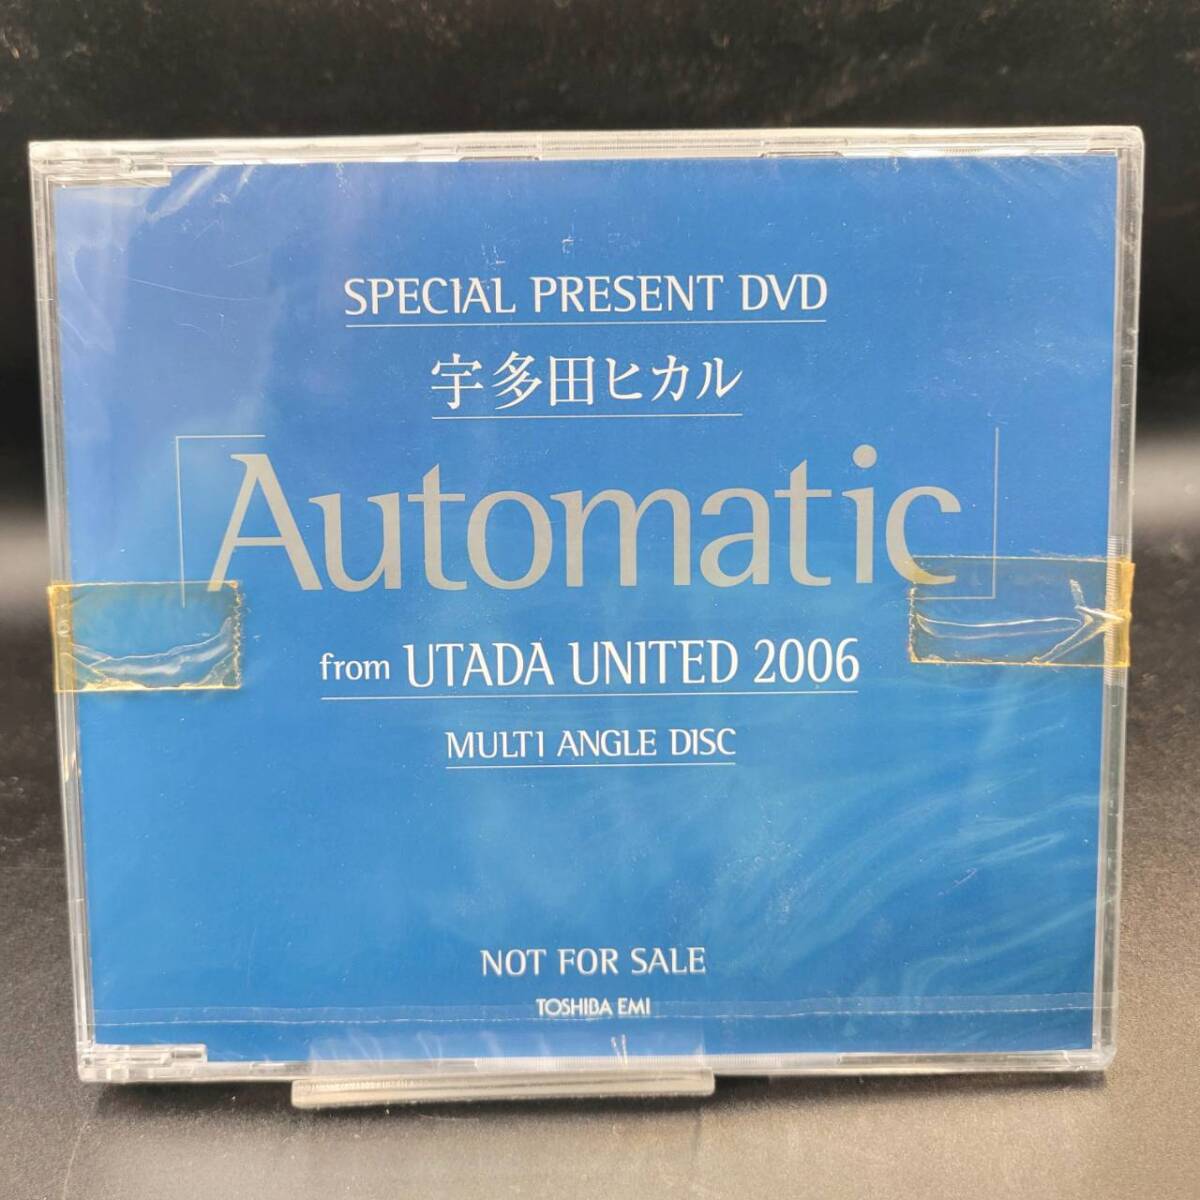 SPECIAL PRESENT DVD
宇多田ヒカル
Automatic
from UTADA UNITED 2006
MULTI ANGLE DISC
NOT FOR SALE
TOSHIBA EMI